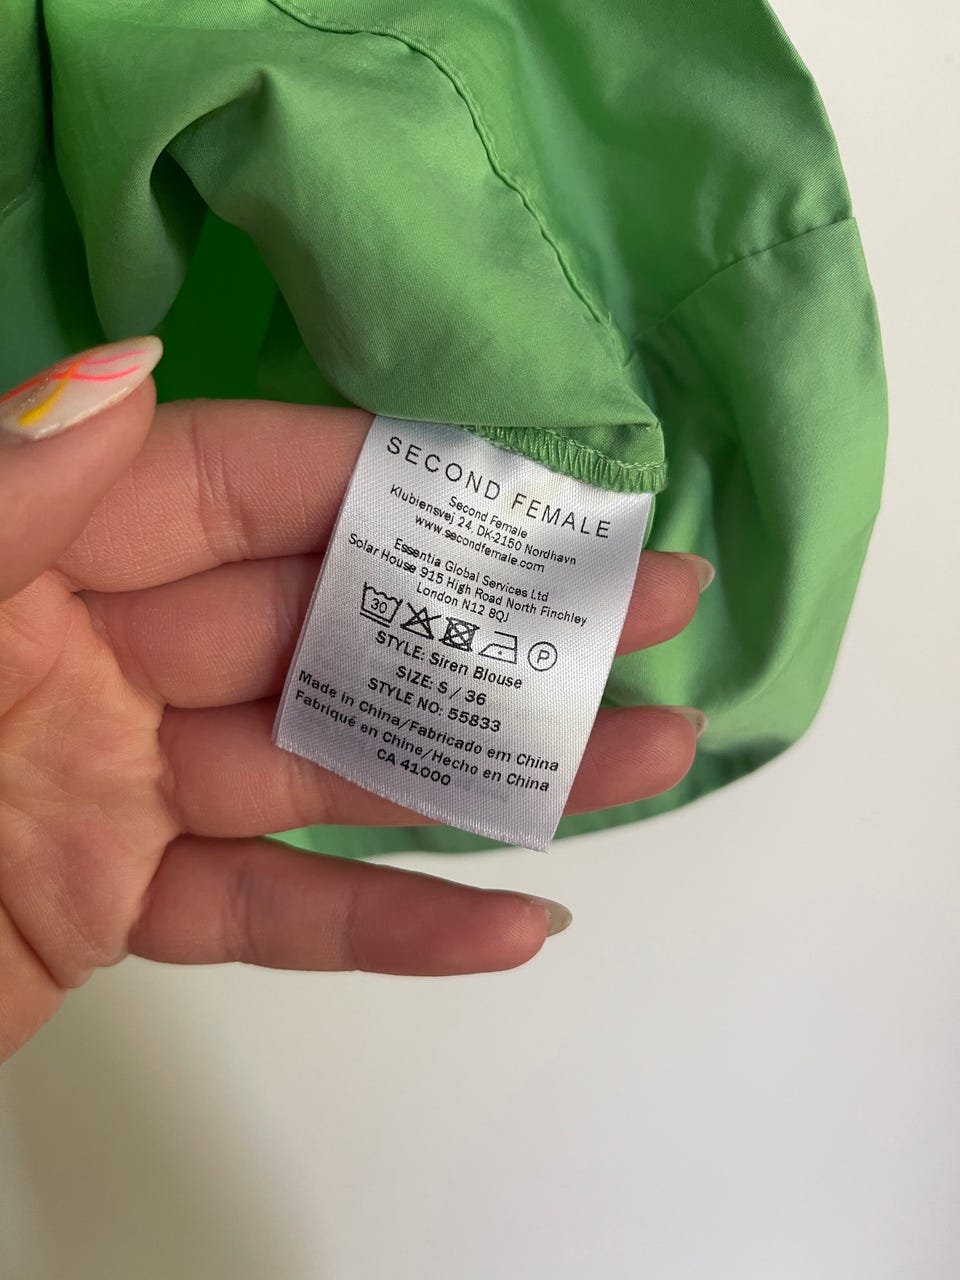 SECOND FEMALE
Second Female
Klubiensvej 24, DK-2150 Nordhavn
www.secondfemale.com
Essentia Global Services Ltd
Solar House 915 High Road North Finchley
London N12 8QJ
30 P
STYLE: Siren Blouse
SIZE: S / 36
STYLE NO: 55833
Made in China/Fabricado em China
Fabriqué en Chine/Hecho en China
CA 41000